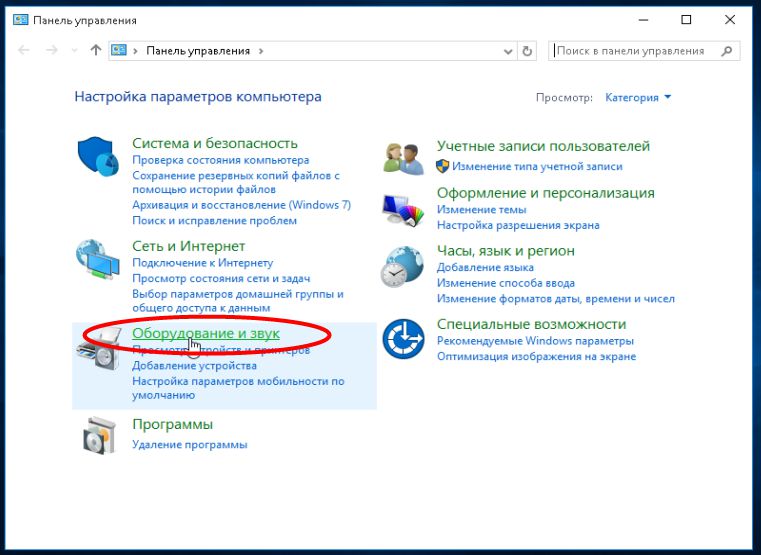 Панель управления
Панель управления
Поиск в панели управления
Настройка параметров компьютера
Просмотр: Категория
Система и безопасность
Проверка состояния компьютера
Сохранение резервных копий файлов с
помощью истории файлов
Архивация и восстановление (Windows 7)
Поиск и исправление проблем
Сеть и Интернет
Подключение к Интернету
Просмотр состояния сети и задач
Выбор параметров домашней группы и
общего доступа к данным
Оборудование и звук
Просмотр устройств и принтеров
Добавление устройства
Настройка параметров мобильности по
умолчанию
Программы
Удаление программы
Учетные записи пользователей
Изменение типа учетной записи
Оформление и персонализация
Изменение темы
Настройка разрешения экрана
Часы, язык и регион
Добавление языка
Изменение способа ввода
Изменение форматов даты, времени и чисел
Специальные возможности
Рекомендуемые Windows параметры
Оптимизация изображения на экране